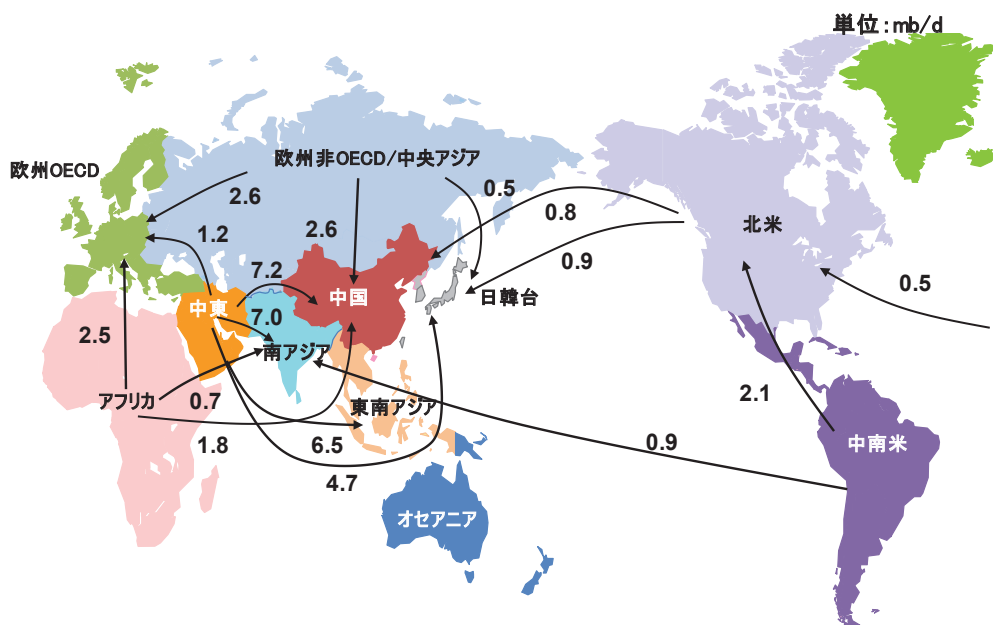 単位:mb/d
欧州OECD
欧州非OECD/中央アジア
2.6
0.5
0.8
1.2
2.6
北米
0.9
7.2
中国
日韓台
0.5
中東
7.0
2.5
南アジア
アフリカ
0.7
東南アジア
2.1
1.8
6.5
0.9
中南米
4.7
オセアニア